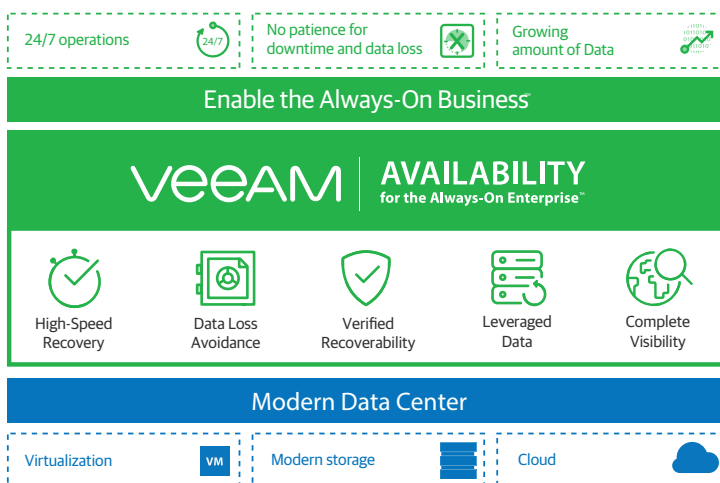 24/7 operations
24/7
No patience for
downtime and data loss
Growing
amount of Data
Enable the Always-On Business℠
VEEAM
AVAILABILITY
for the Always-On Enterprise™
High-Speed
Recovery
Data Loss
Avoidance
Verified
Recoverability
Leveraged
Data
Complete
Visibility
Modern Data Center
Virtualization
VM
Modern storage
Cloud